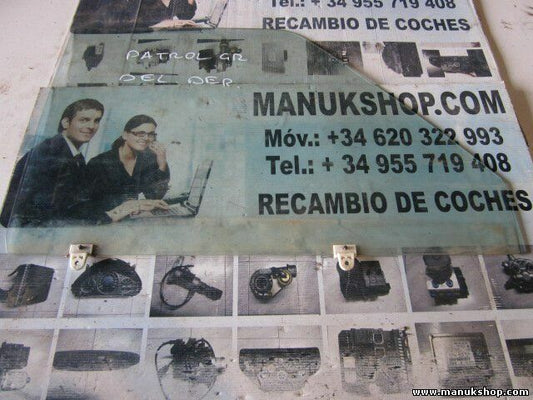 Tel.: + 34 955 719 408
RECAMBIO DE COCHES
PATROL GR
DEL DER.
MANUKSHOP.COM
Móv.: +34 620 322 993
Tel.: + 34 955 719 408
RECAMBIO DE COCHES
www.manukshop.com